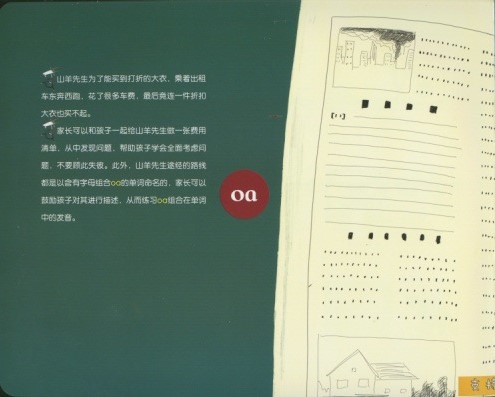 山羊先生为了能买到打折的大衣，乘着出租
车东奔西跑，花了很多车费，最后竟连一件折扣
大衣也买不起。
家长可以和孩子一起给山羊先生做一张费用
清单，从中发现问题，帮助孩子学会全面考虑问
题，不要顾此失彼。此外，山羊先生途经的路线
都是以含有字母组合oa的单词命名的，家长可以
鼓励孩子对其进行描述，从而练习oa组合在单词
中的发音。
oa